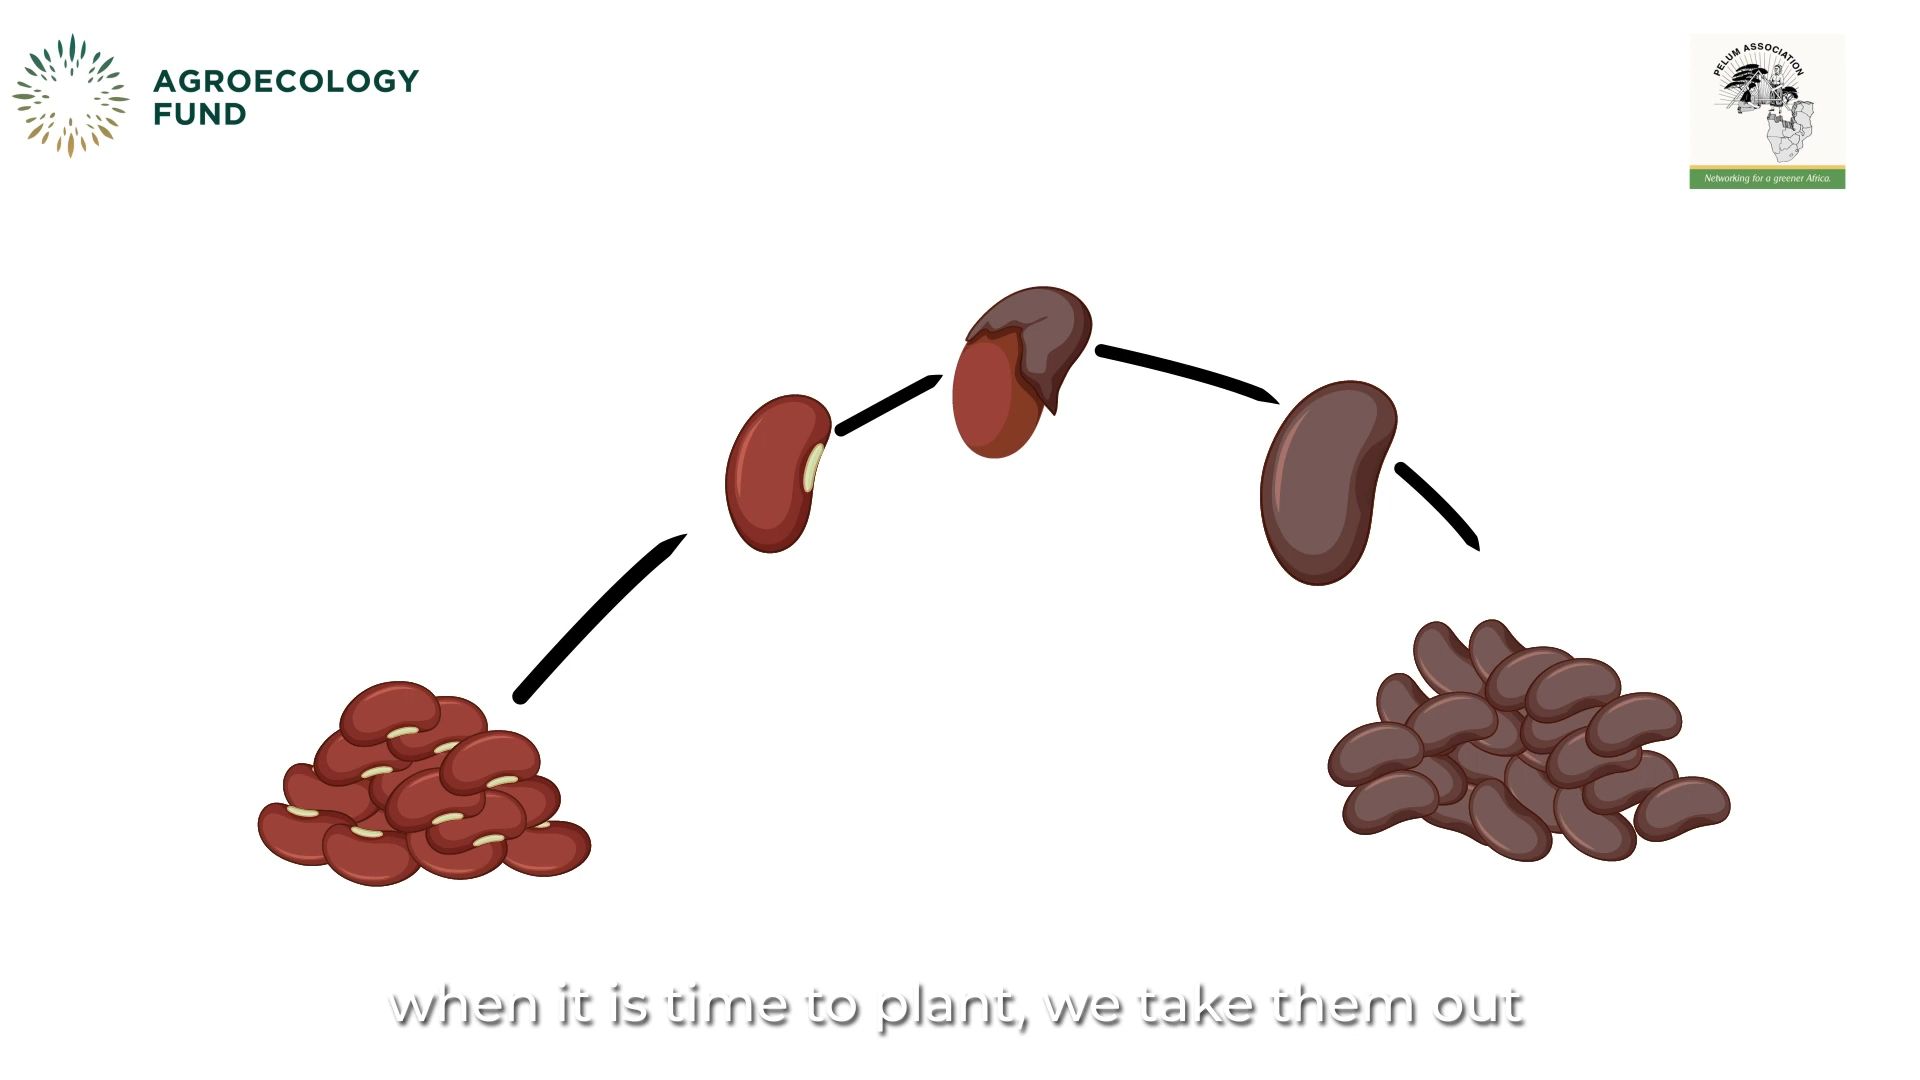 AGROECOLOGY
FUND
PELUM ASSOCIATION
Networking for a greener Africa.
when it is time to plant, we take them out